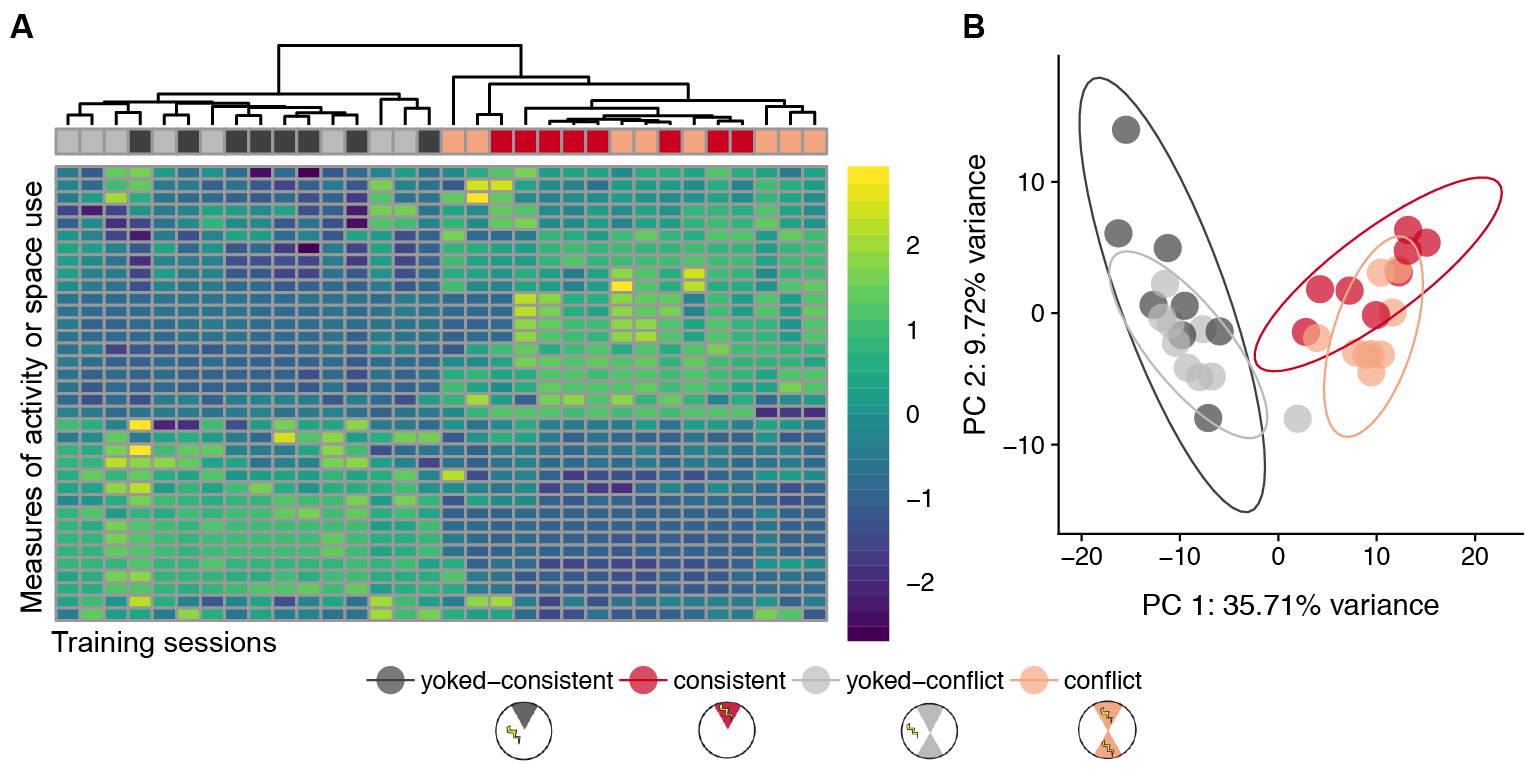 A
B
Measures of activity or space use
Training sessions
2
1
0
−1
−2
PC 2: 9.72% variance
10
0
−10
−20
−10
0
10
20
PC 1: 35.71% variance
yoked−consistent
consistent
yoked−conflict
conflict